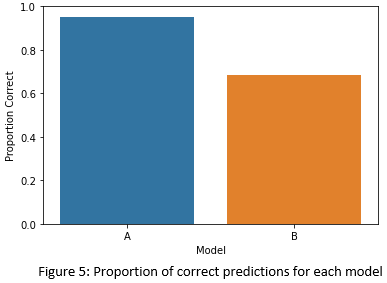 1.0
0.8
0.6
0.4
0.2
0.0
Proportion Correct
A B
Model
Figure 5: Proportion of correct predictions for each model